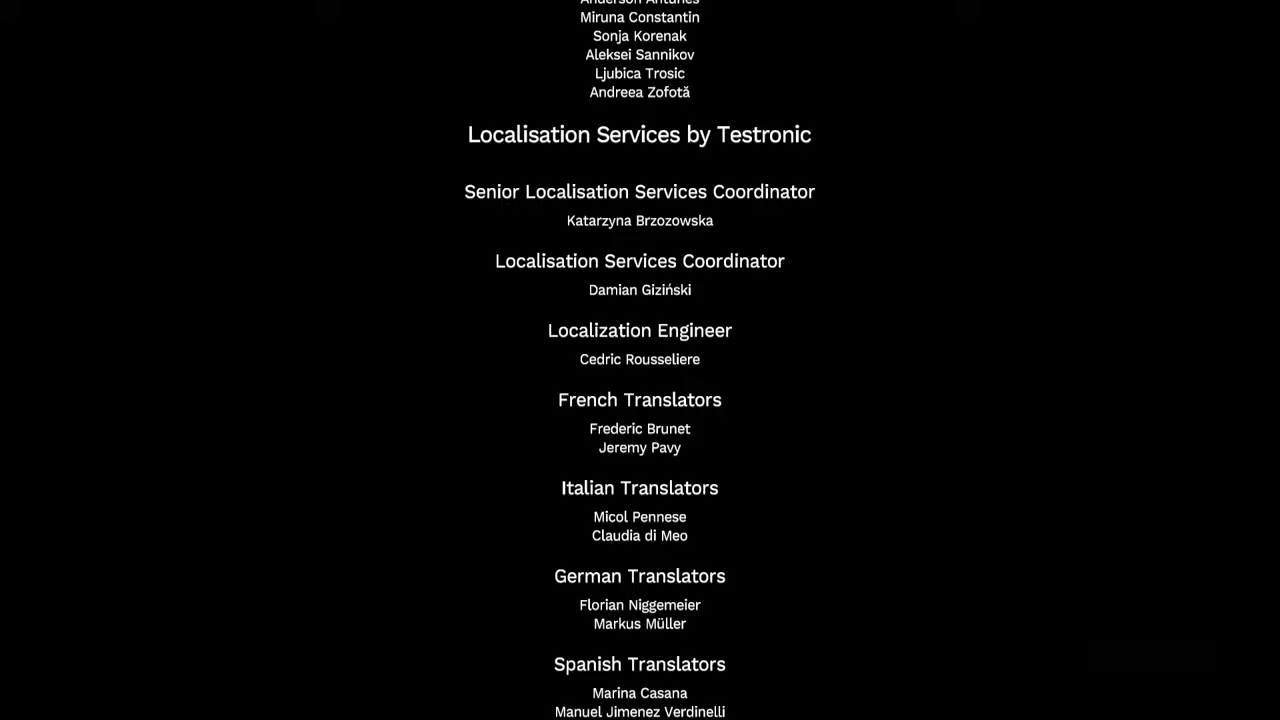 Anderson Antunes
Miruna Constantin
Sonja Korenak
Aleksei Sannikov
Ljubica Trosic
Andreea Zofotă
Localisation Services by Testronic
Senior Localisation Services Coordinator
Katarzyna Brzozowska
Localisation Services Coordinator
Damian Giziński
Localization Engineer
Cedric Rousseliere
French Translators
Frederic Brunet
Jeremy Pavy
Italian Translators
Micol Pennese
Claudia di Meo
German Translators
Florian Niggemeier
Markus Müller
Spanish Translators
Marina Casana
Manuel Jimenez Verdinelli